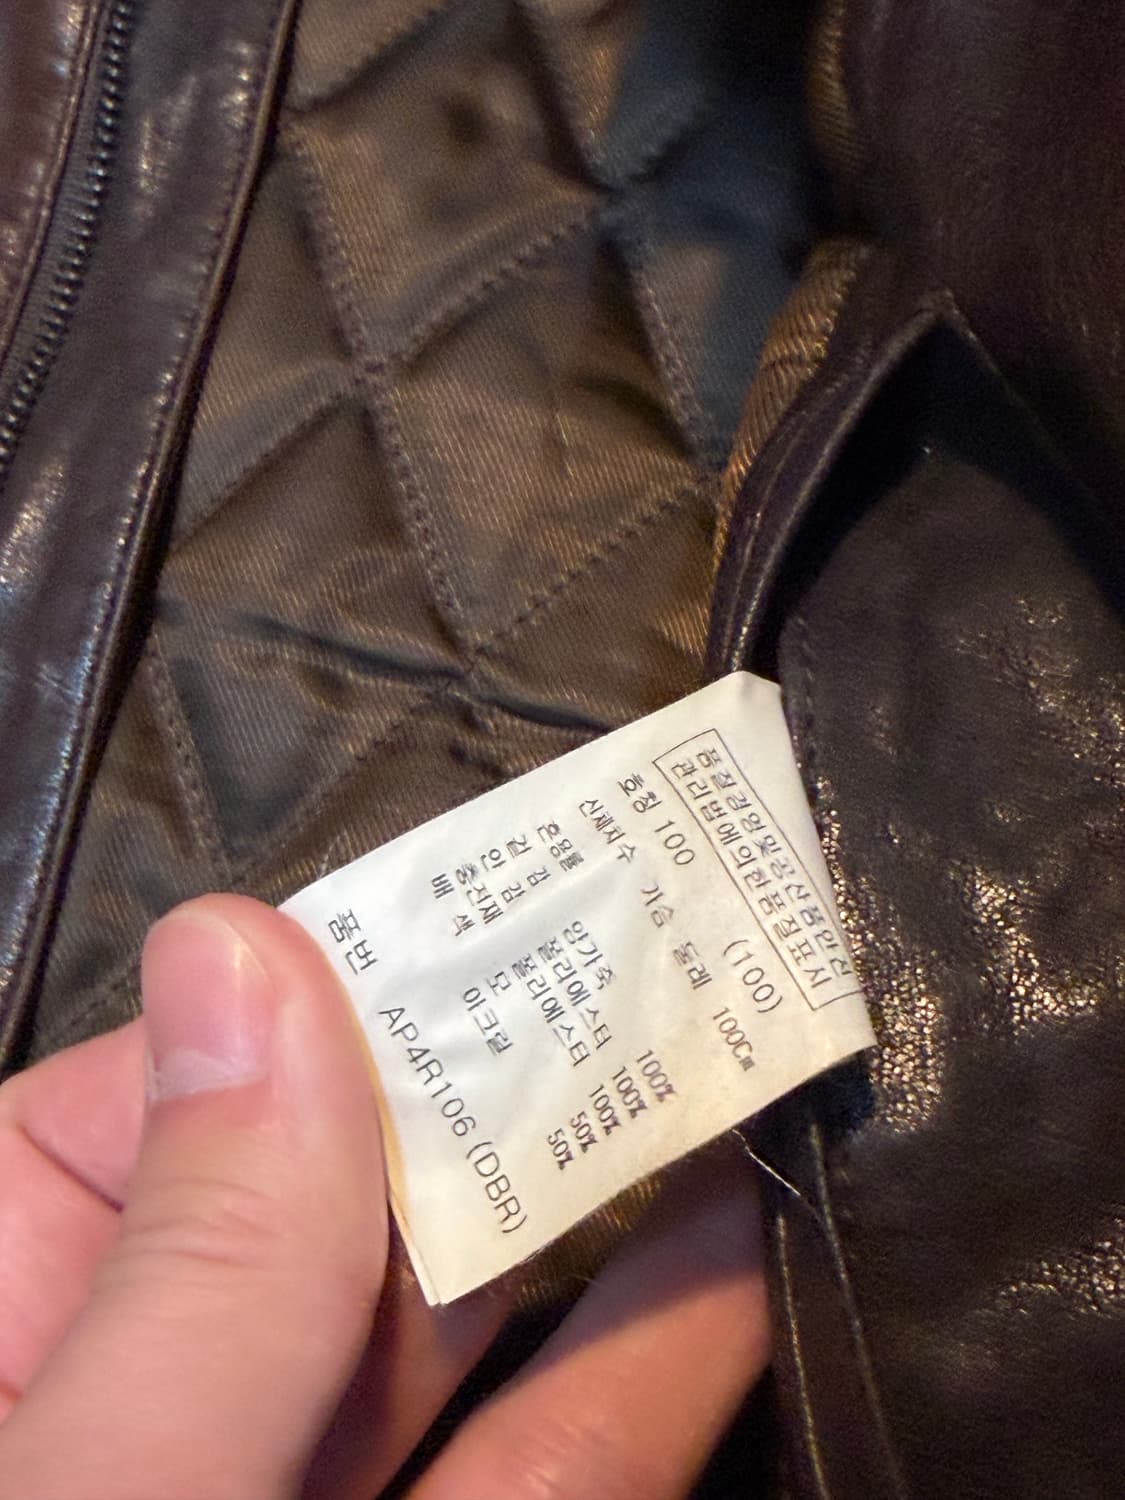 품질경영및공산품안전
관리법에의한품질표시
호칭 100 (100)
신체치수 가슴 둘레 100Cm
혼용률
겉 감 양가죽 100%
안 감 폴리에스터 100%
충전재 폴리에스터 100%
배 색 모 50%
아크릴 50%
품번 AP4R106(DBR)